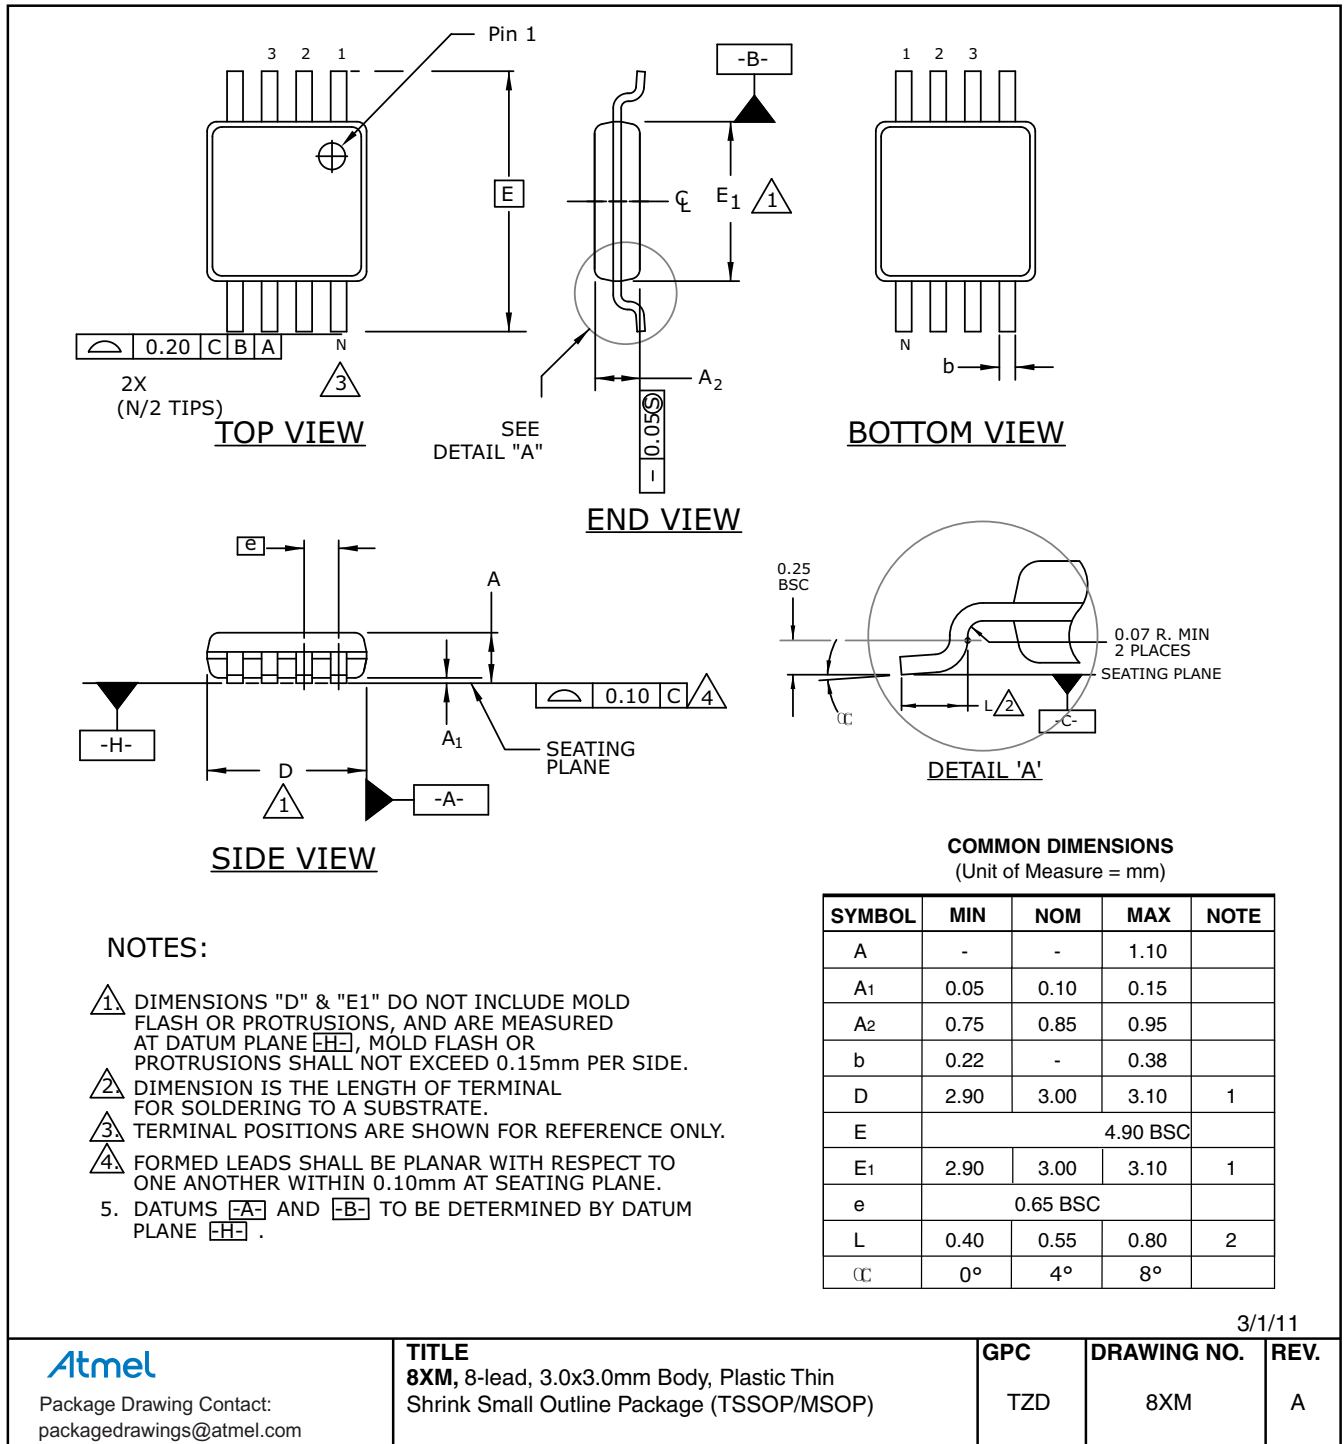 Pin 1
3 2 1
-B-
1 2 3
E
℄
E1 1
0.20 C B A
N
3
2X
(N/2 TIPS)
TOP VIEW
SEE
DETAIL "A"
A2
0.05 Ⓢ
END VIEW
N
b
BOTTOM VIEW
e
A
0.10 C 4
-H-
A1
SEATING
PLANE
D
1
-A-
SIDE VIEW
0.25
BSC
0.07 R. MIN
2 PLACES
SEATING PLANE
L 2
∝
-C-
DETAIL 'A'
COMMON DIMENSIONS
(Unit of Measure = mm)
SYMBOL MIN NOM MAX NOTE
A - - 1.10
A1 0.05 0.10 0.15
A2 0.75 0.85 0.95
b 0.22 - 0.38
D 2.90 3.00 3.10 1
E 4.90 BSC
E1 2.90 3.00 3.10 1
e 0.65 BSC
L 0.40 0.55 0.80 2
∝ 0° 4° 8°
NOTES:
1. DIMENSIONS "D" & "E1" DO NOT INCLUDE MOLD
FLASH OR PROTRUSIONS, AND ARE MEASURED
AT DATUM PLANE -H-, MOLD FLASH OR
PROTRUSIONS SHALL NOT EXCEED 0.15mm PER SIDE.
2. DIMENSION IS THE LENGTH OF TERMINAL
FOR SOLDERING TO A SUBSTRATE.
3. TERMINAL POSITIONS ARE SHOWN FOR REFERENCE ONLY.
4. FORMED LEADS SHALL BE PLANAR WITH RESPECT TO
ONE ANOTHER WITHIN 0.10mm AT SEATING PLANE.
5. DATUMS -A- AND -B- TO BE DETERMINED BY DATUM
PLANE -H- .
3/1/11
Atmel
Package Drawing Contact:
packagedrawings@atmel.com
TITLE
8XM, 8-lead, 3.0x3.0mm Body, Plastic Thin
Shrink Small Outline Package (TSSOP/MSOP)
GPC
TZD
DRAWING NO.
8XM
REV.
A